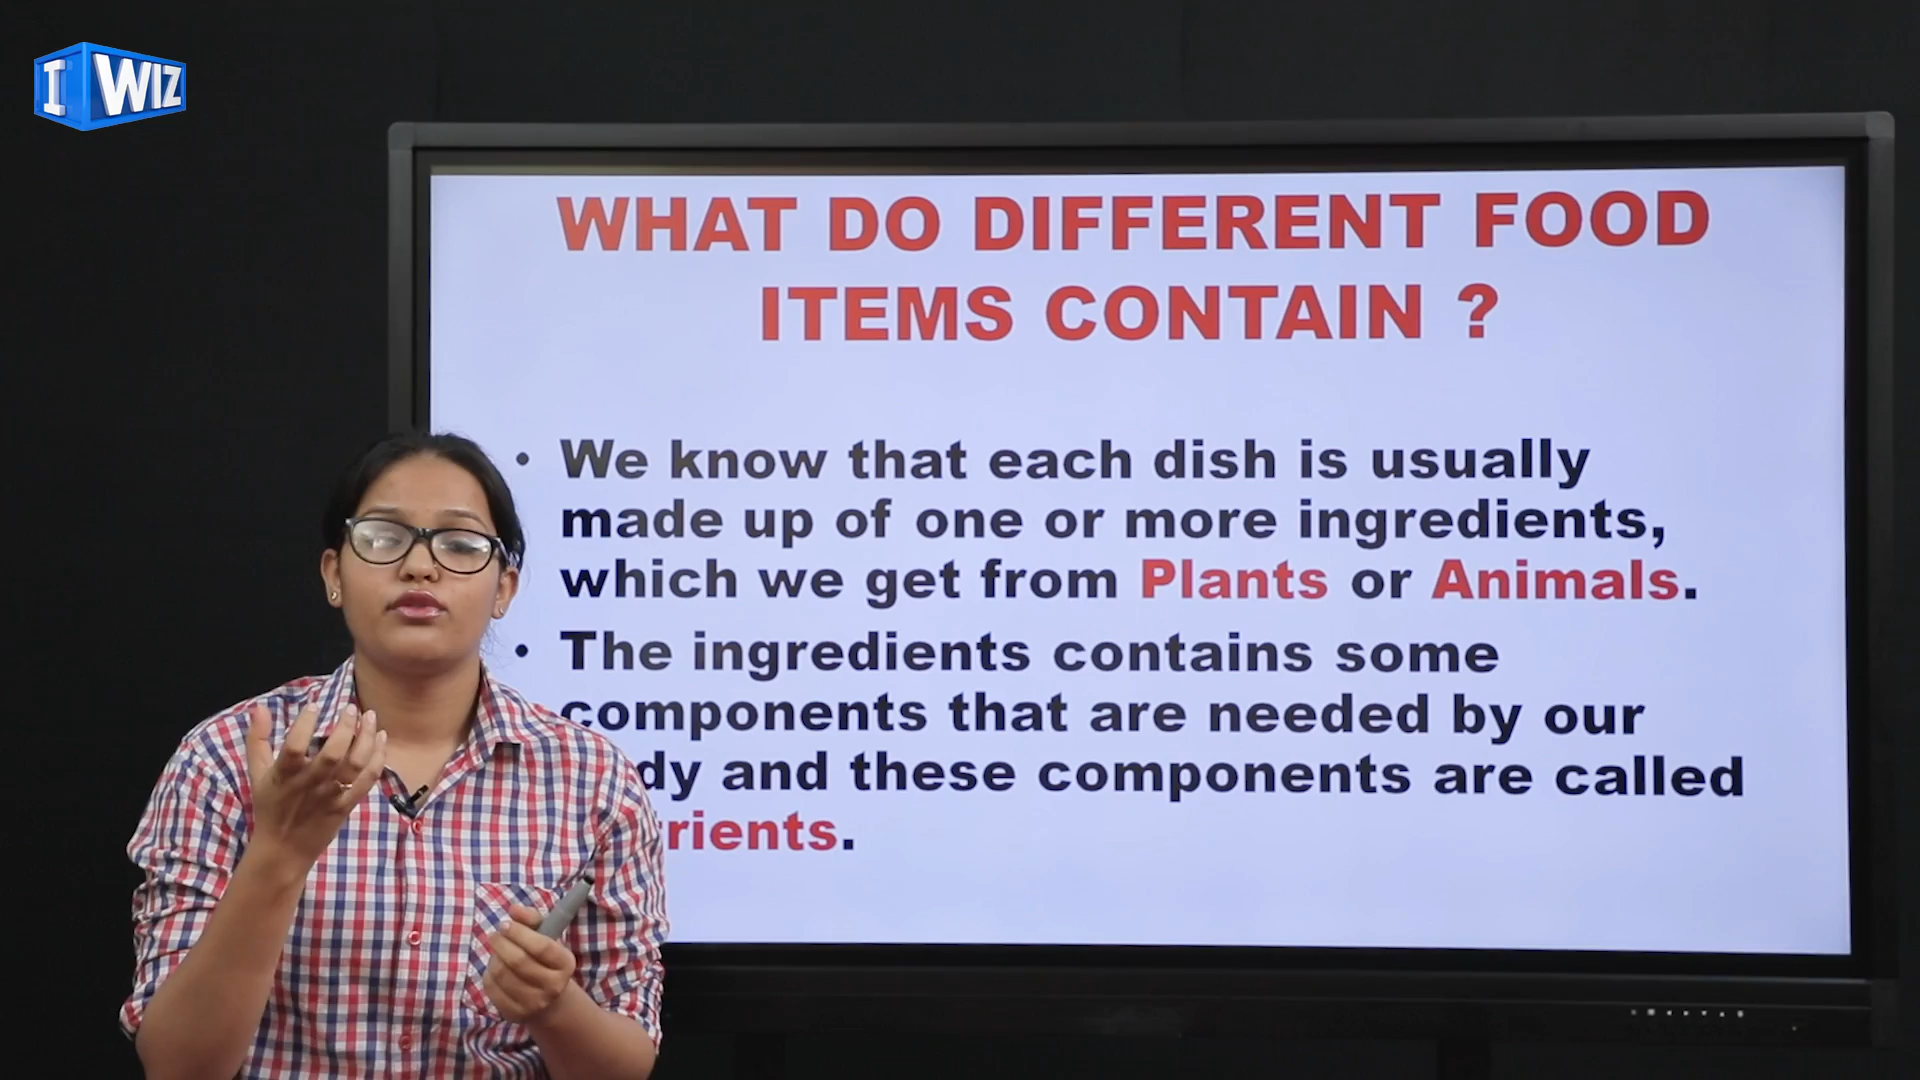 I WIZ
WHAT DO DIFFERENT FOOD
ITEMS CONTAIN ?
• We know that each dish is usually
made up of one or more ingredients,
which we get from Plants or Animals.
• The ingredients contains some
components that are needed by our
and these components are called